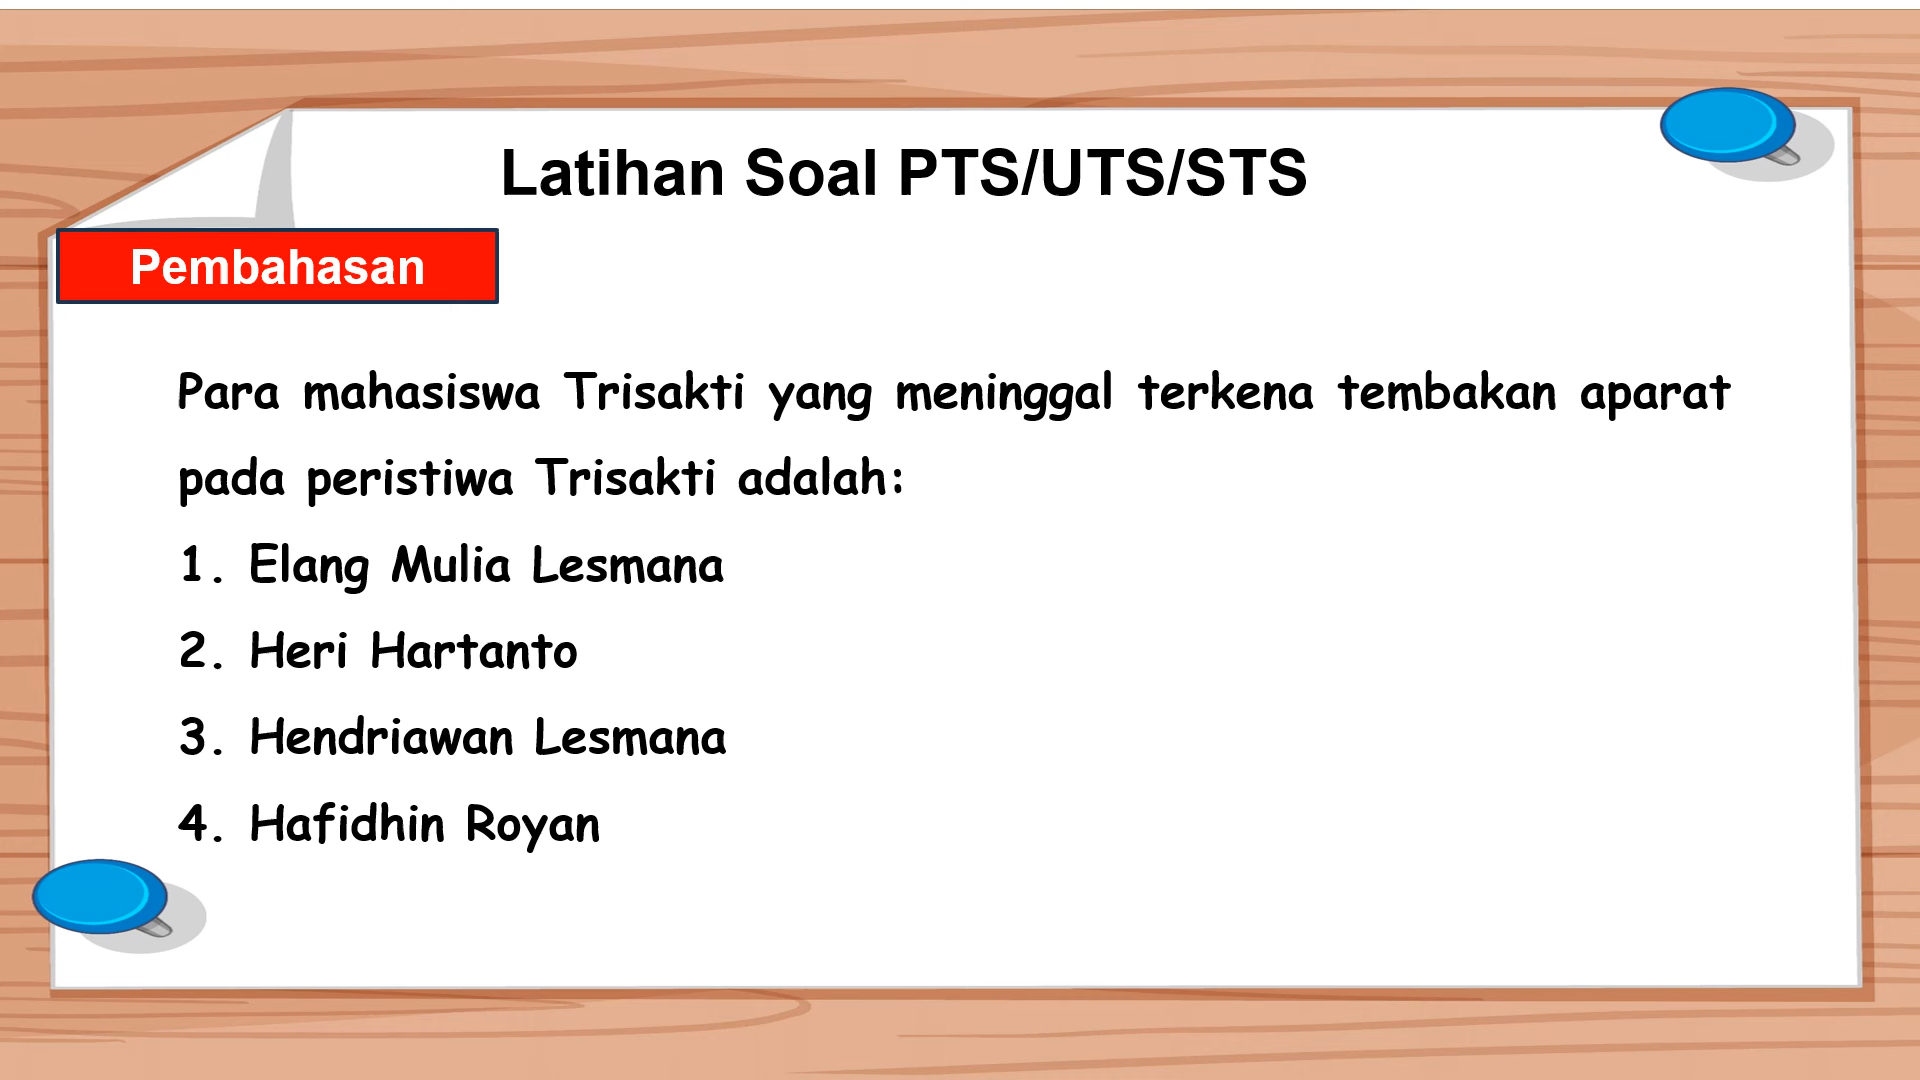 Latihan Soal PTS/UTS/STS
Pembahasan
Para mahasiswa Trisakti yang meninggal terkena tembakan aparat
pada peristiwa Trisakti adalah:
1. Elang Mulia Lesmana
2. Heri Hartanto
3. Hendriawan Lesmana
4. Hafidhin Royan